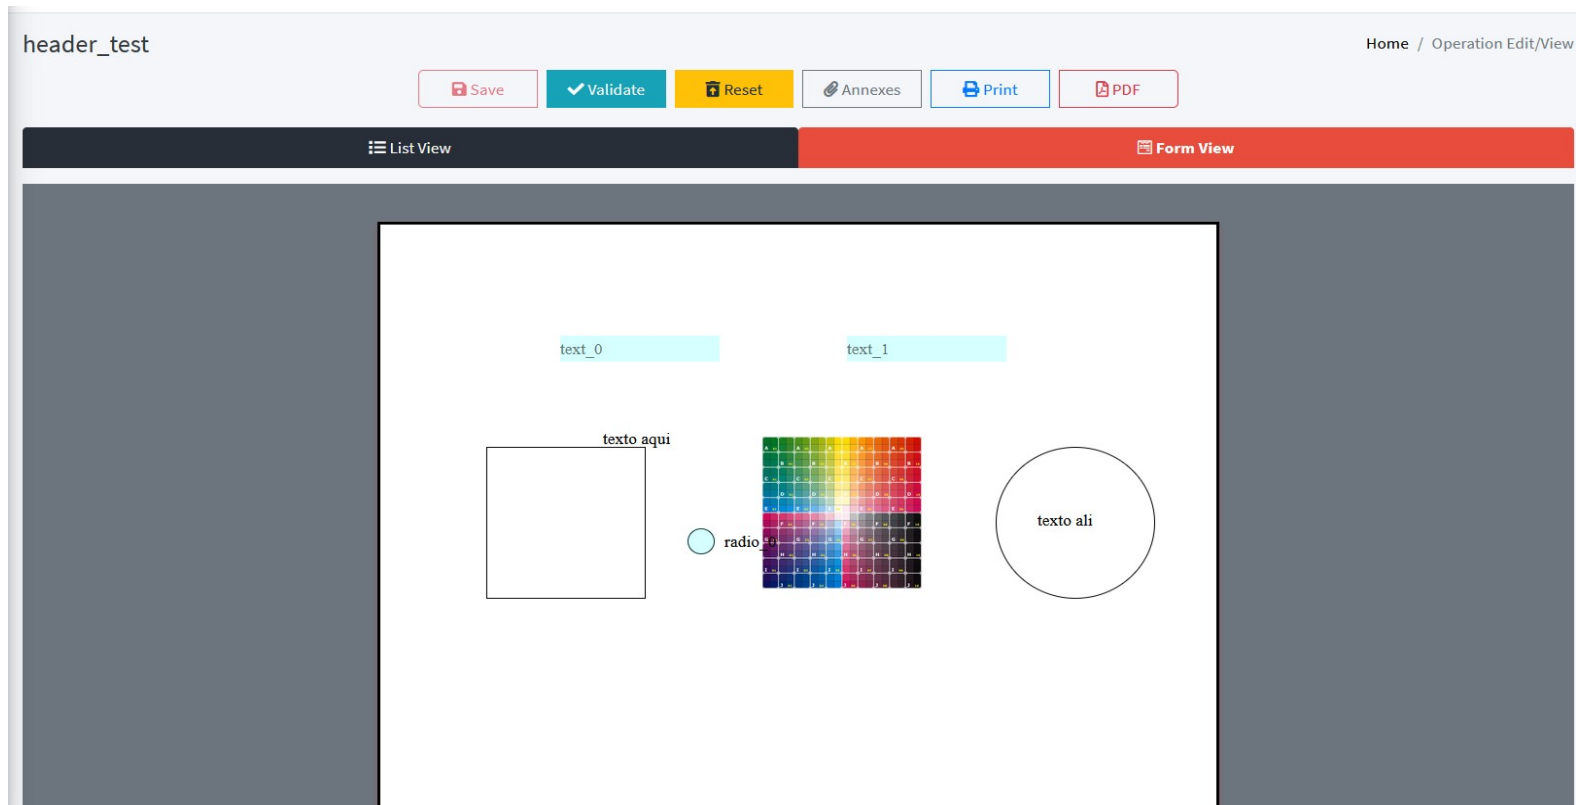 header_test
Home / Operation Edit/View
Save
Validate
Reset
Annexes
Print
PDF
List View
Form View
text_0
text_1
texto aqui
texto ali
radio_0